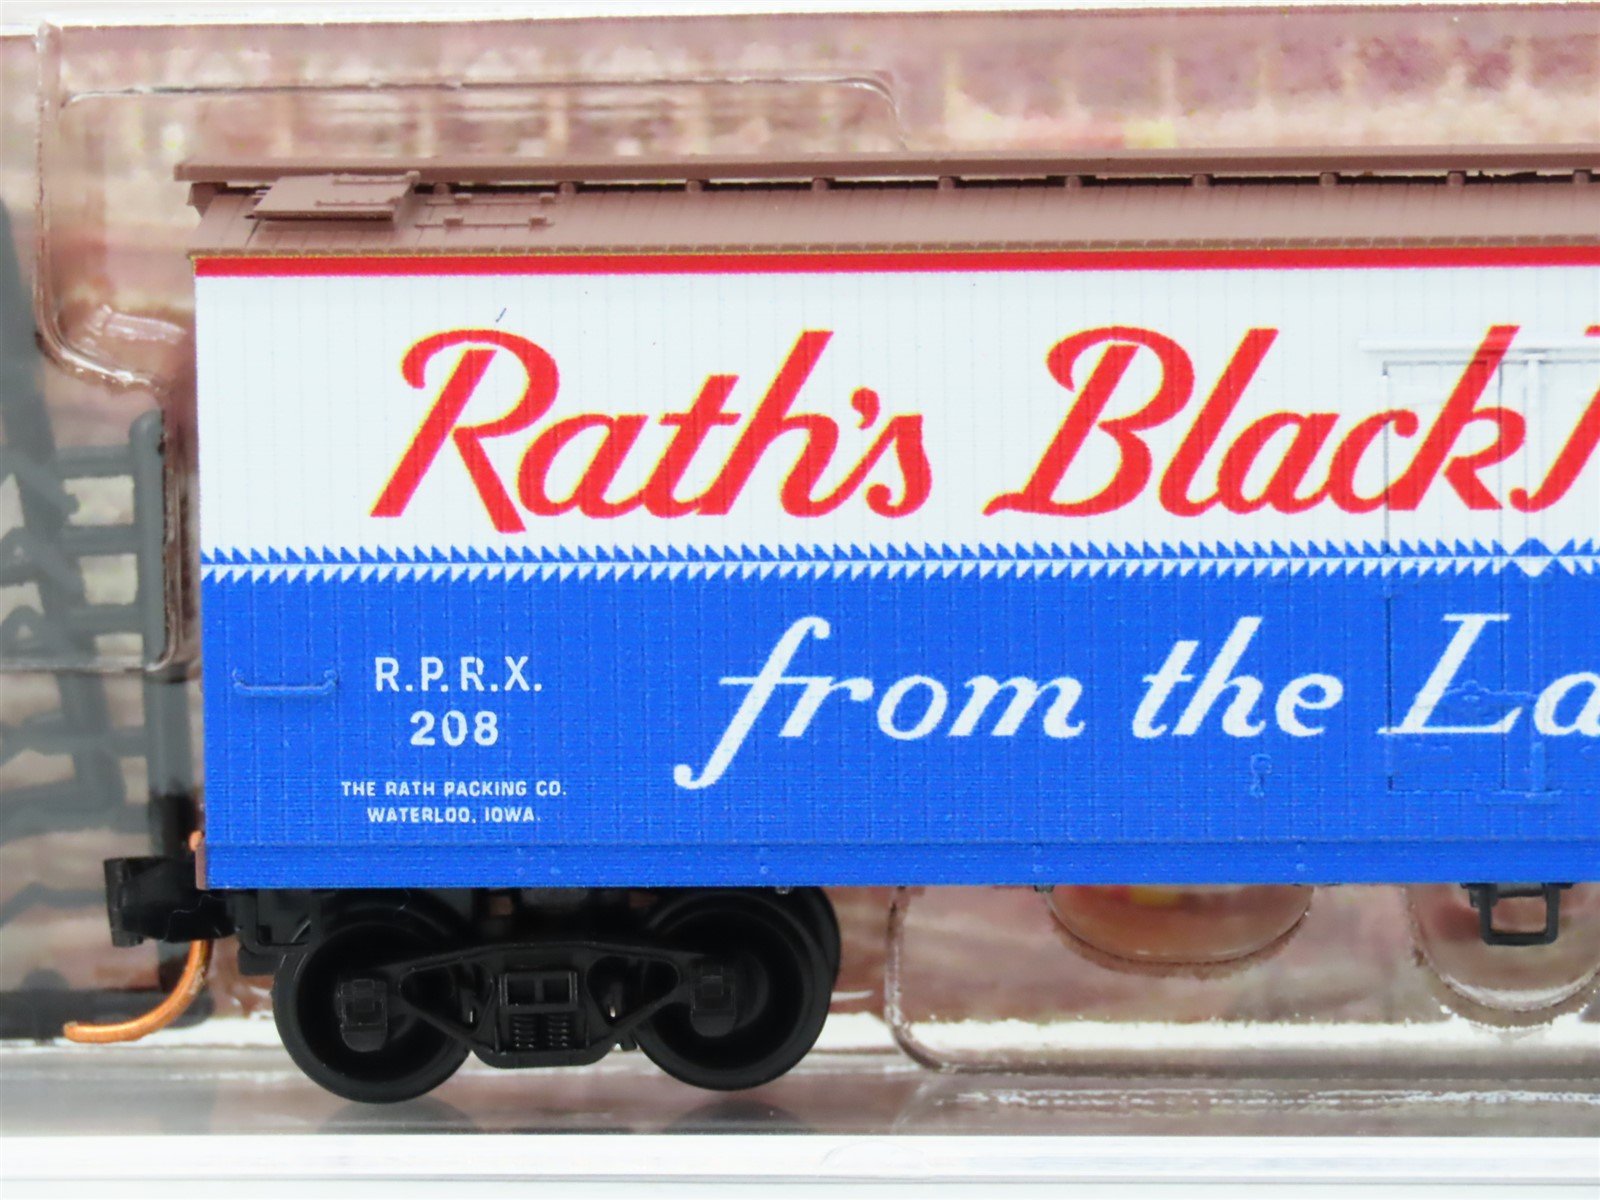 Rath's Black
from the La
R.P.R.X.
208
THE RATH PACKING CO.
WATERLOO, IOWA.